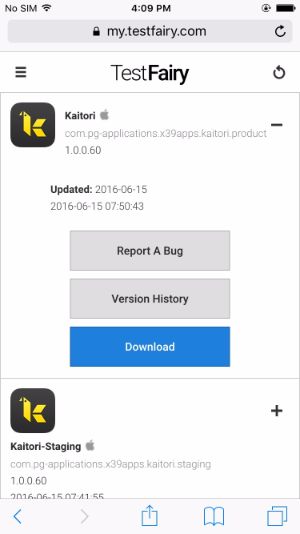 No SIM 4:09 PM
my.testfairy.com
TestFairy
Kaitori
com.pg-applications.x39apps.kaitori.product
1.0.0.60
Updated: 2016-06-15
2016-06-15 07:50:43
Report A Bug
Version History
Download
Kaitori-Staging
com.pg-applications.x39apps.kaitori.staging
1.0.0.60
2016-06-15 07:41:55